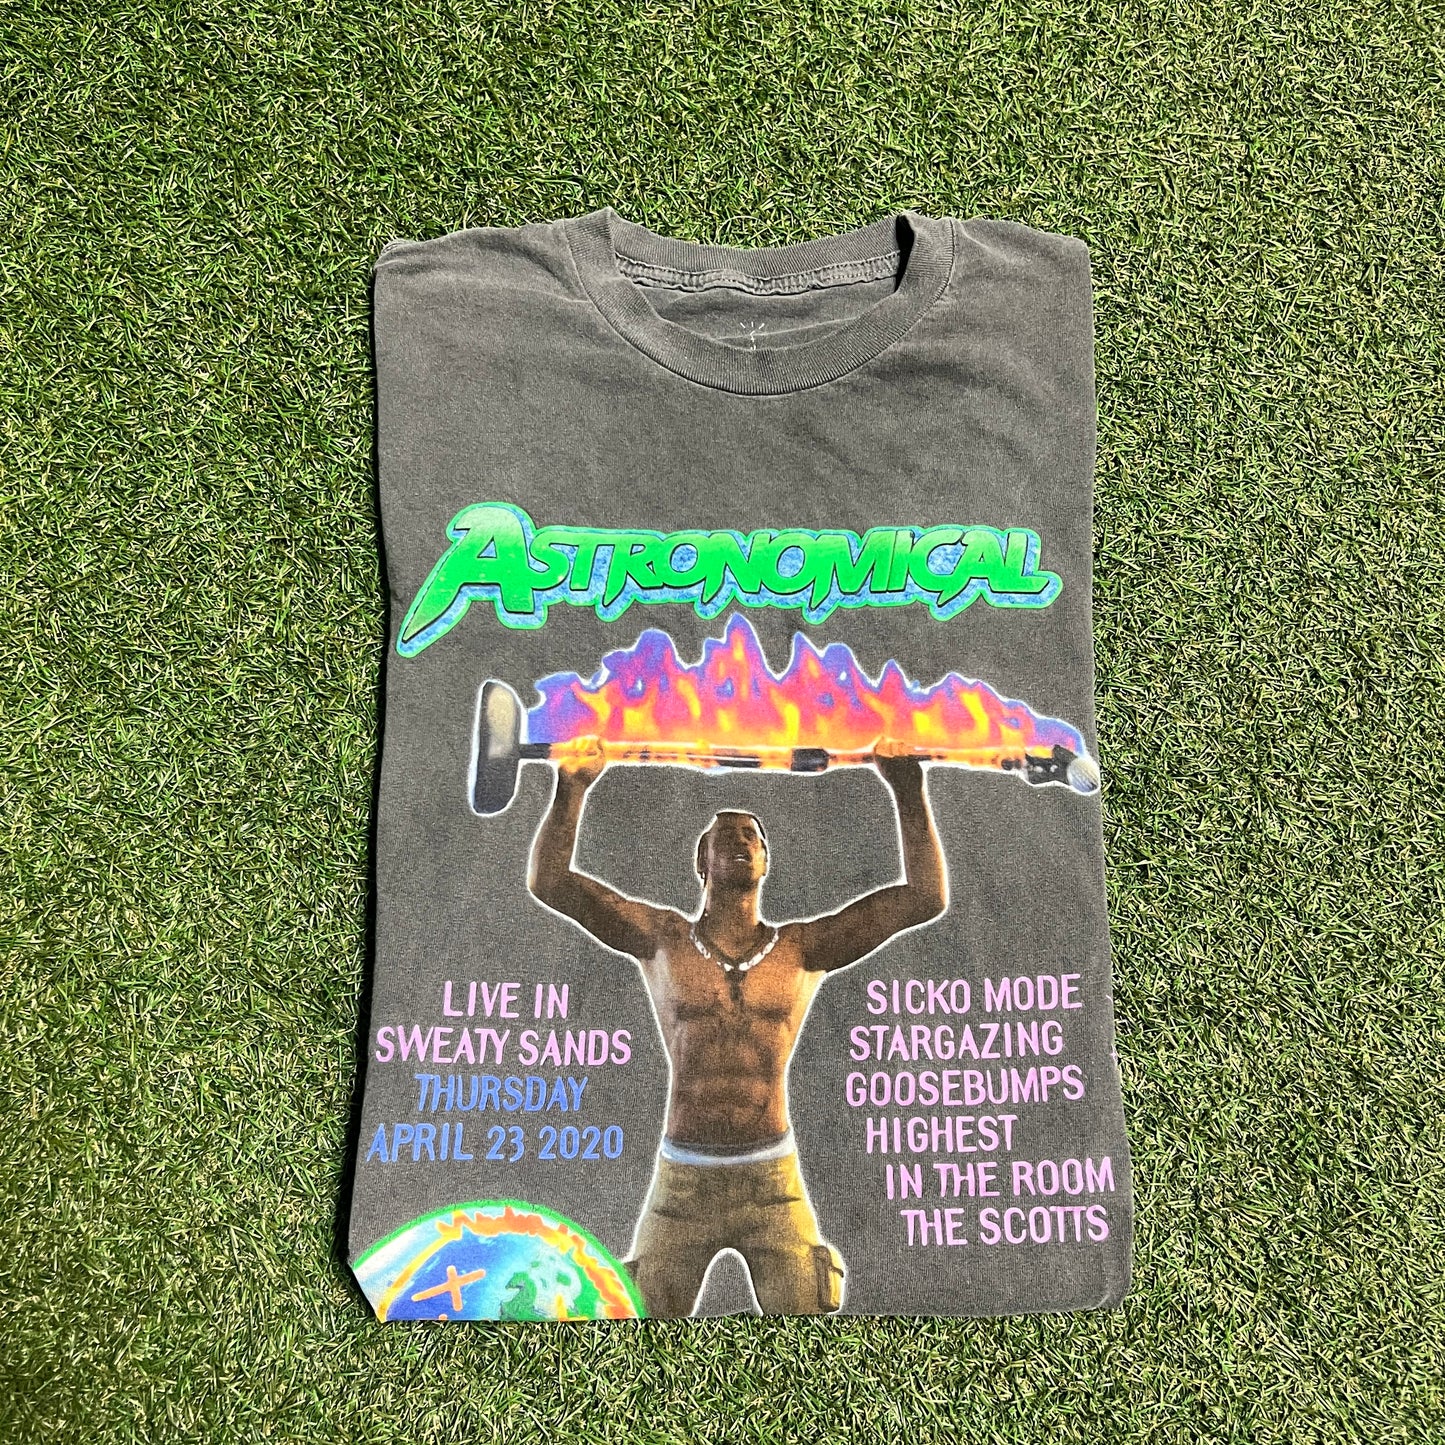 ASTRONOMICAL
LIVE IN
SWEATY SANDS
THURSDAY
APRIL 23 2020
SICKO MODE
STARGAZING
GOOSEBUMPS
HIGHEST
IN THE ROOM
THE SCOTTS